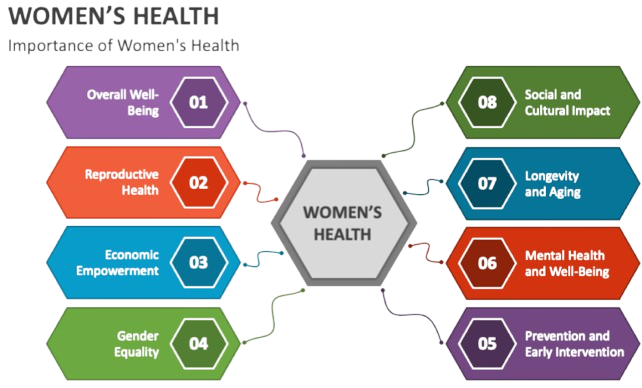 WOMEN’S HEALTH
Importance of Women's Health
Overall Well-
Being
01
Reproductive
Health
02
Economic
Empowerment
03
Gender
Equality
04
WOMEN’S
HEALTH
08
Social and
Cultural Impact
07
Longevity
and Aging
06
Mental Health
and Well-Being
05
Prevention and
Early Intervention